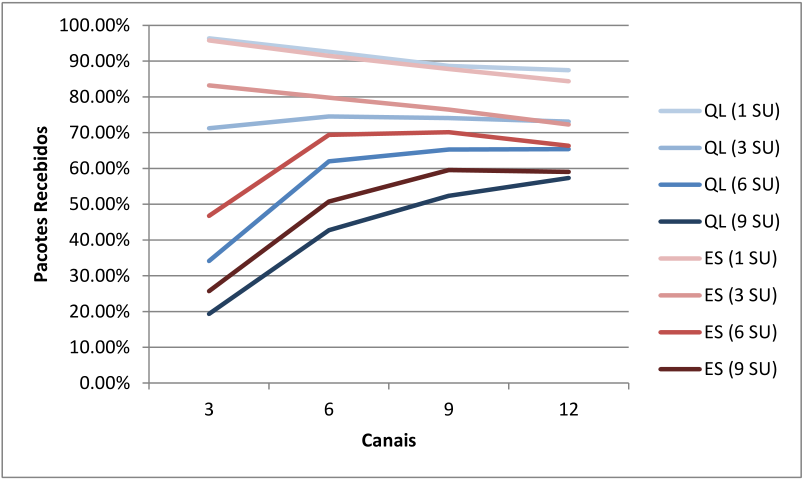 100.00%
90.00%
80.00%
70.00%
60.00%
50.00%
40.00%
30.00%
20.00%
10.00%
0.00%
Pacotes Recebidos
3 6 9 12
Canais
QL (1 SU)
QL (3 SU)
QL (6 SU)
QL (9 SU)
ES (1 SU)
ES (3 SU)
ES (6 SU)
ES (9 SU)